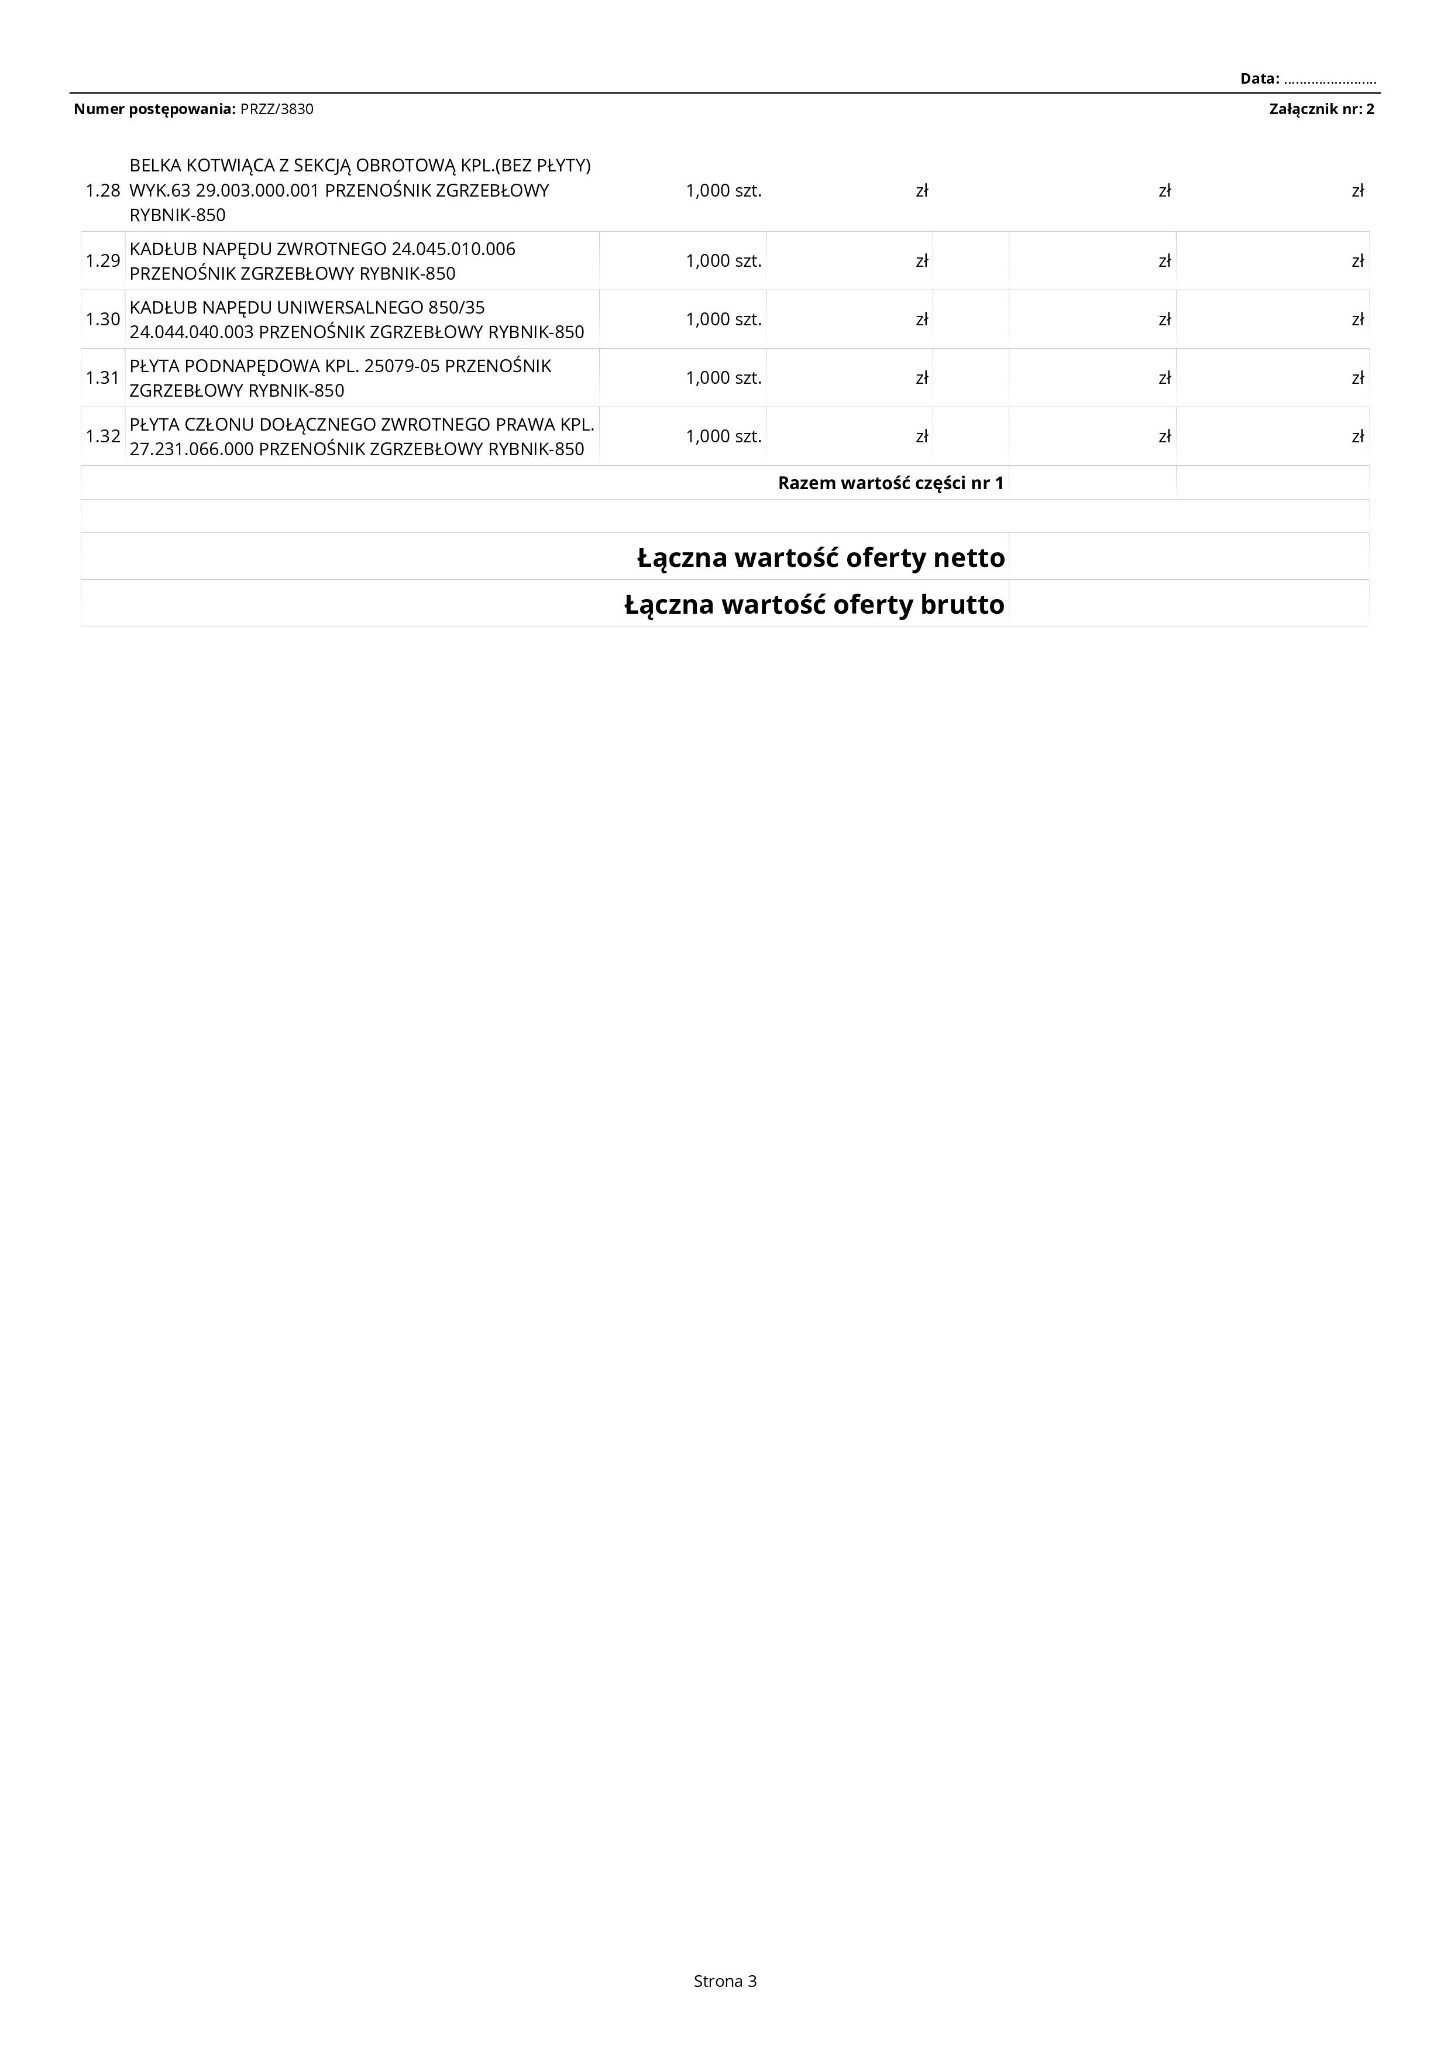 Data: ........................
Numer postępowania: PRZZ/3830 Załącznik nr: 2
BELKA KOTWIĄCA Z SEKCJĄ OBROTOWĄ KPL.(BEZ PŁYTY)
1.28 WYK.63 29.003.000.001 PRZENOŚNIK ZGRZEBŁOWY 1,000 szt. zł zł zł
RYBNIK-850
KADŁUB NAPĘDU ZWROTNEGO 24.045.010.006
1.29 1,000 szt. zł zł zł
PRZENOŚNIK ZGRZEBŁOWY RYBNIK-850
KADŁUB NAPĘDU UNIWERSALNEGO 850/35
1.30 1,000 szt. zł zł zł
24.044.040.003 PRZENOŚNIK ZGRZEBŁOWY RYBNIK-850
PŁYTA PODNAPĘDOWA KPL. 25079-05 PRZENOŚNIK
1.31 1,000 szt. zł zł zł
ZGRZEBŁOWY RYBNIK-850
PŁYTA CZŁONU DOŁĄCZNEGO ZWROTNEGO PRAWA KPL.
1.32 1,000 szt. zł zł zł
27.231.066.000 PRZENOŚNIK ZGRZEBŁOWY RYBNIK-850
Razem wartość części nr 1
Łączna wartość oferty netto
Łączna wartość oferty brutto
Strona 3